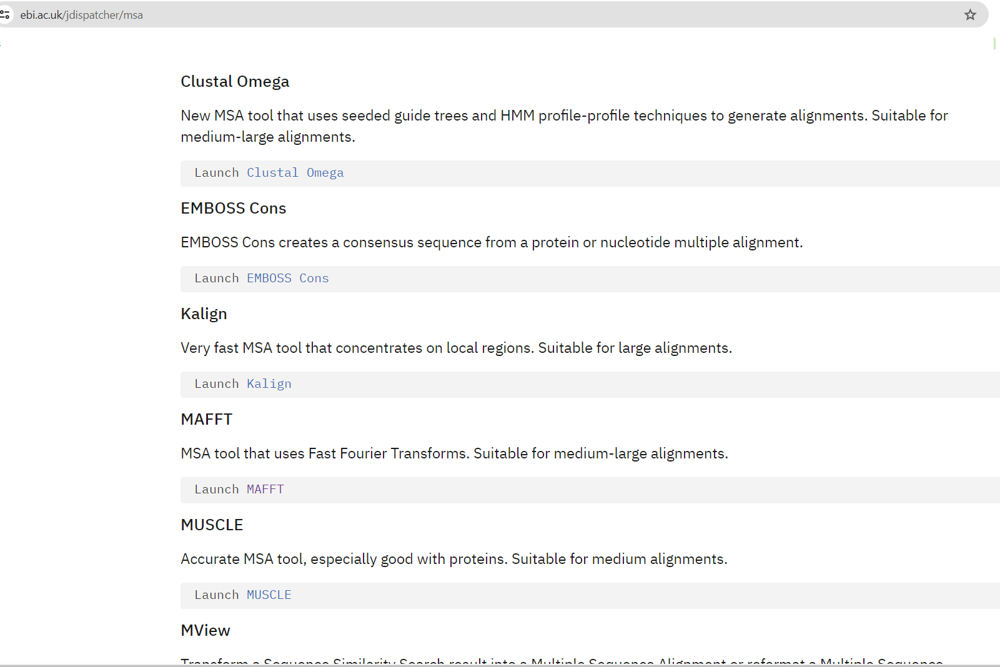 ebi.ac.uk/jdispatcher/msa
Clustal Omega
New MSA tool that uses seeded guide trees and HMM profile-profile techniques to generate alignments. Suitable for
medium-large alignments.
Launch Clustal Omega
EMBOSS Cons
EMBOSS Cons creates a consensus sequence from a protein or nucleotide multiple alignment.
Launch EMBOSS Cons
Kalign
Very fast MSA tool that concentrates on local regions. Suitable for large alignments.
Launch Kalign
MAFFT
MSA tool that uses Fast Fourier Transforms. Suitable for medium-large alignments.
Launch MAFFT
MUSCLE
Accurate MSA tool, especially good with proteins. Suitable for medium alignments.
Launch MUSCLE
MView
Transform a Sequence Similarity Search result into a Multiple Sequence Alignment or reformat a Multiple Sequence